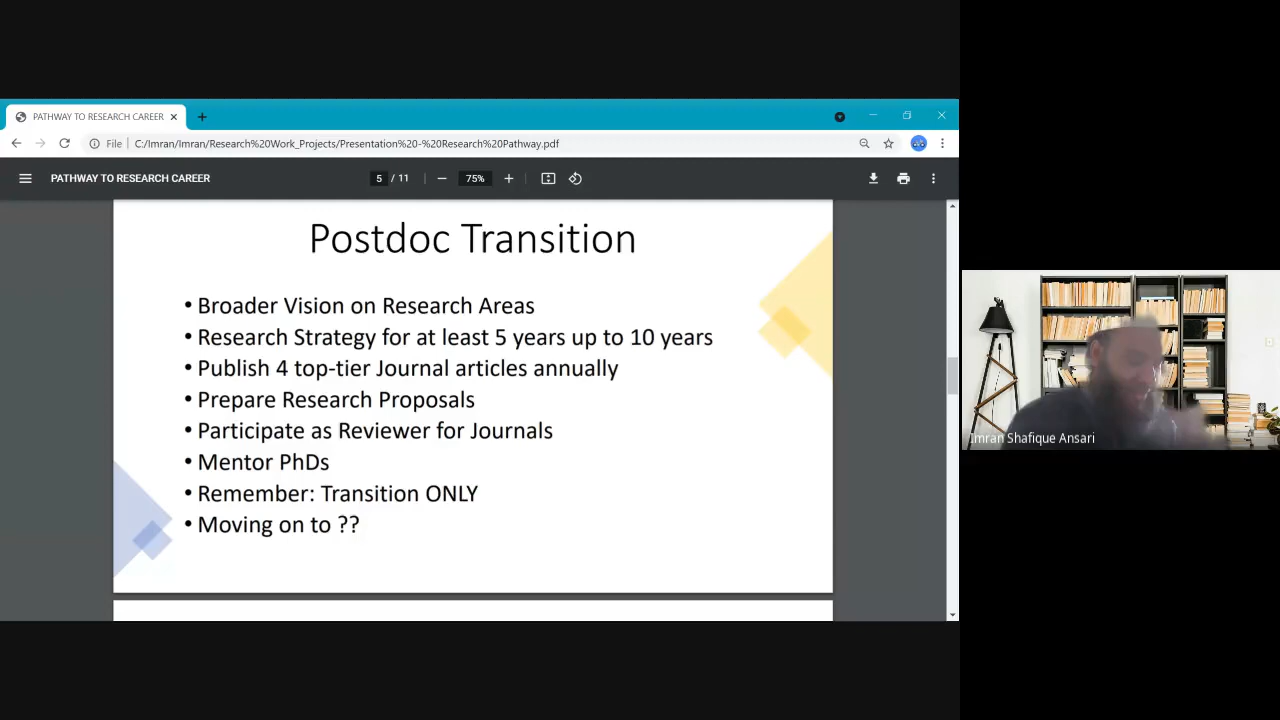 PATHWAY TO RESEARCH CAREER
File C:/Imran/Imran/Research%20Work_Projects/Presentation%20-%20Research%20Pathway.pdf
PATHWAY TO RESEARCH CAREER 5 / 11 75%
Postdoc Transition
• Broader Vision on Research Areas
• Research Strategy for at least 5 years up to 10 years
• Publish 4 top-tier Journal articles annually
• Prepare Research Proposals
• Participate as Reviewer for Journals
• Mentor PhDs
• Remember: Transition ONLY
• Moving on to ??
Imran Shafique Ansari